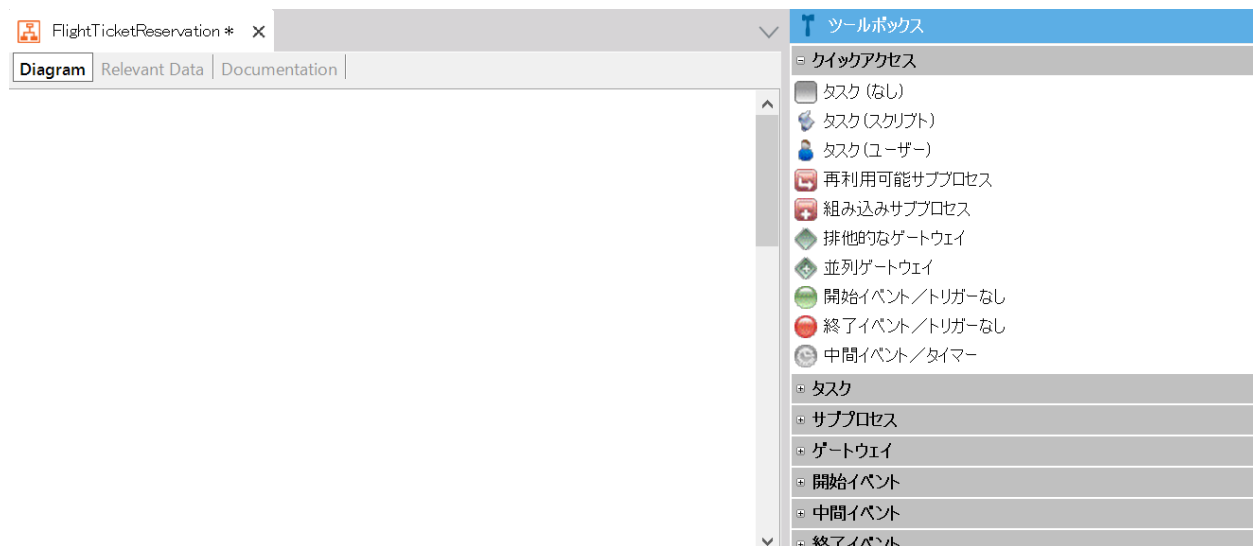 FlightTicketReservation *
Diagram Relevant Data Documentation
ツールボックス
クイックアクセス
タスク (なし)
タスク(スクリプト)
タスク(ユーザー)
再利用可能サブプロセス
組み込みサブプロセス
排他的なゲートウェイ
並列ゲートウェイ
開始イベント/トリガーなし
終了イベント/トリガーなし
中間イベント/タイマー
タスク
サブプロセス
ゲートウェイ
開始イベント
中間イベント
終了イベント